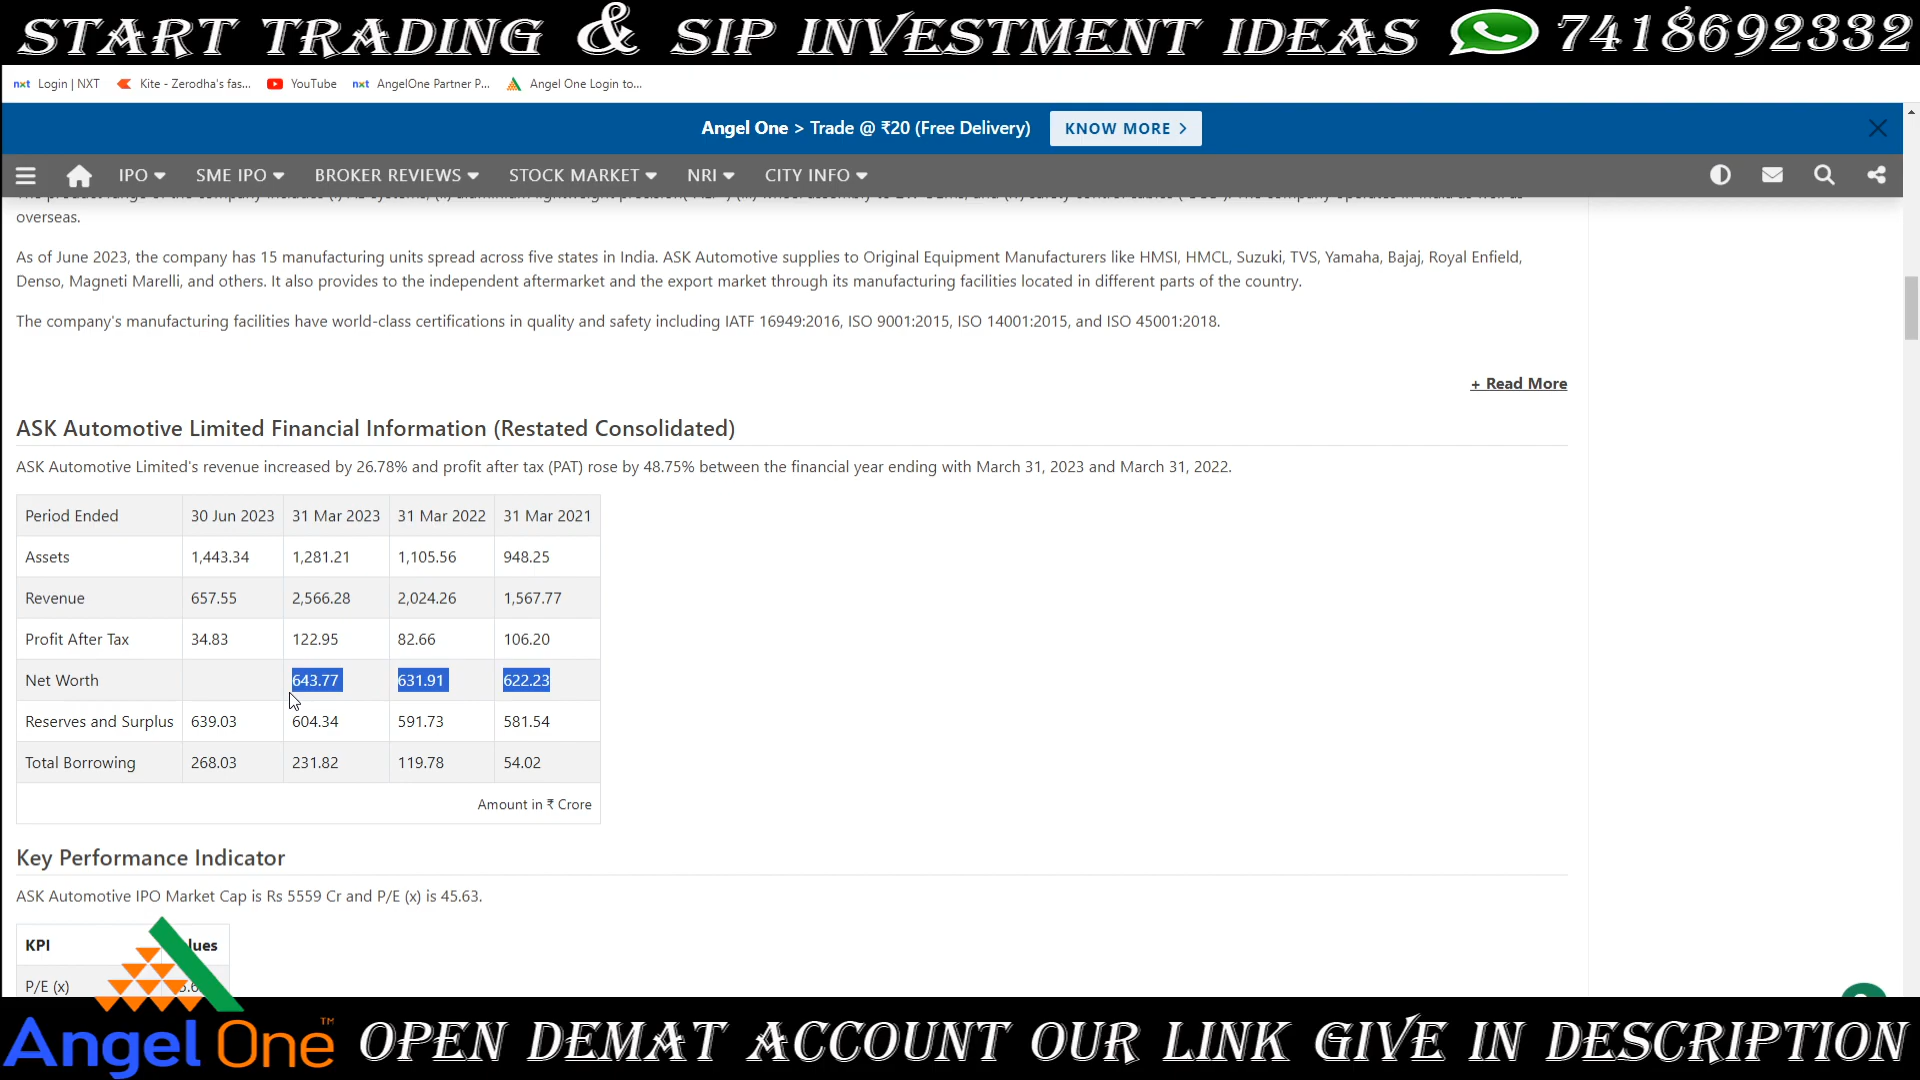 START TRADING & SIP INVESTMENT IDEAS 7418692332
nxt Login | NXT Kite - Zerodha's fas... YouTube nxt AngelOne Partner P... Angel One Login to...
Angel One > Trade @ ₹20 (Free Delivery) KNOW MORE >
IPO SME IPO BROKER REVIEWS STOCK MARKET NRI CITY INFO
overseas.
As of June 2023, the company has 15 manufacturing units spread across five states in India. ASK Automotive supplies to Original Equipment Manufacturers like HMSI, HMCL, Suzuki, TVS, Yamaha, Bajaj, Royal Enfield,
Denso, Magneti Marelli, and others. It also provides to the independent aftermarket and the export market through its manufacturing facilities located in different parts of the country.
The company's manufacturing facilities have world-class certifications in quality and safety including IATF 16949:2016, ISO 9001:2015, ISO 14001:2015, and ISO 45001:2018.
+ Read More
ASK Automotive Limited Financial Information (Restated Consolidated)
ASK Automotive Limited's revenue increased by 26.78% and profit after tax (PAT) rose by 48.75% between the financial year ending with March 31, 2023 and March 31, 2022.
Period Ended 30 Jun 2023 31 Mar 2023 31 Mar 2022 31 Mar 2021
Assets 1,443.34 1,281.21 1,105.56 948.25
Revenue 657.55 2,566.28 2,024.26 1,567.77
Profit After Tax 34.83 122.95 82.66 106.20
Net Worth 643.77 631.91 622.23
Reserves and Surplus 639.03 604.34 591.73 581.54
Total Borrowing 268.03 231.82 119.78 54.02
Amount in ₹ Crore
Key Performance Indicator
ASK Automotive IPO Market Cap is Rs 5559 Cr and P/E (x) is 45.63.
KPI
P/E (x)
Angel One™ OPEN DEMAT ACCOUNT OUR LINK GIVE IN DESCRIPTION